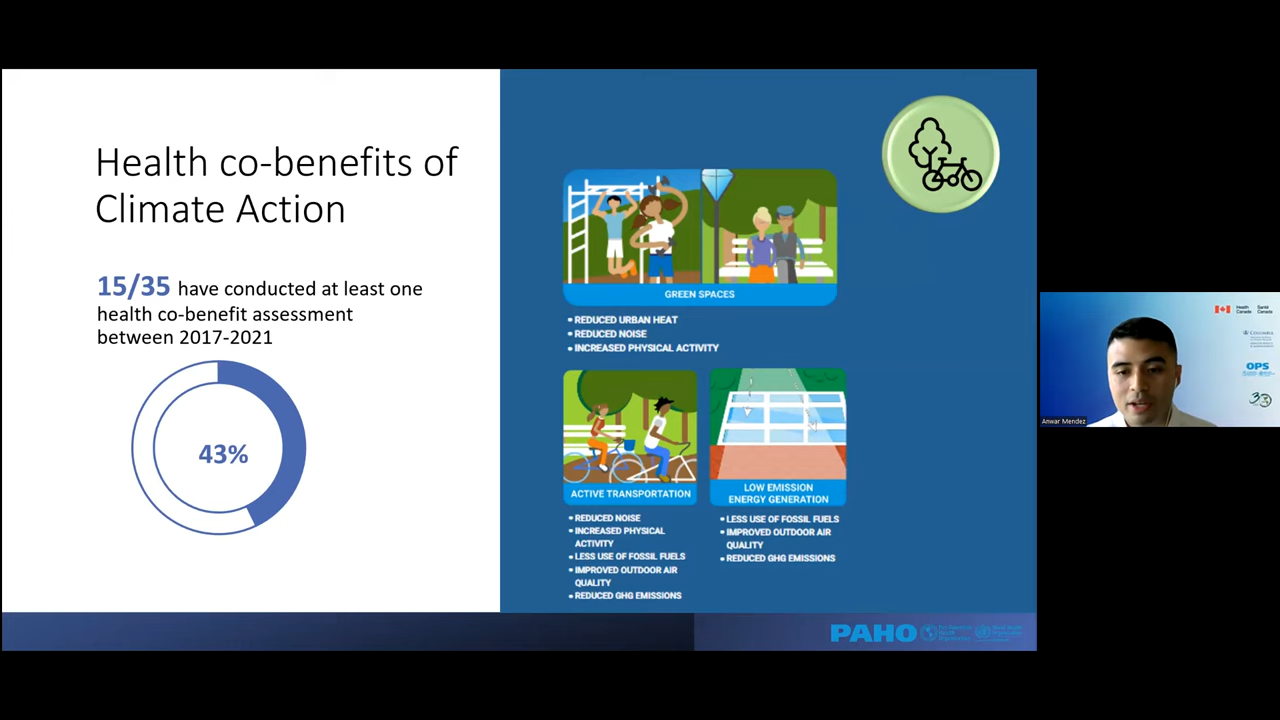 Health co-benefits of
Climate Action
15/35 have conducted at least one
health co-benefit assessment
between 2017-2021
43%
GREEN SPACES
• REDUCED URBAN HEAT
• REDUCED NOISE
• INCREASED PHYSICAL ACTIVITY
ACTIVE TRANSPORTATION
• REDUCED NOISE
• INCREASED PHYSICAL
ACTIVITY
• LESS USE OF FOSSIL FUELS
• IMPROVED OUTDOOR AIR
QUALITY
• REDUCED GHG EMISSIONS
LOW EMISSION
ENERGY GENERATION
• LESS USE OF FOSSIL FUELS
• IMPROVED OUTDOOR AIR
QUALITY
• REDUCED GHG EMISSIONS
PAHO
Health
Canada
Santé
Canada
COLUMBIA
OPS
Anwar Mendez